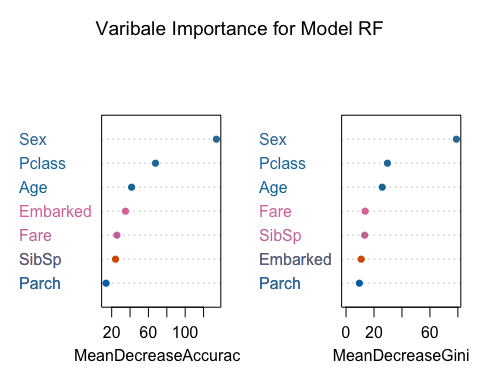 Varibale Importance for Model RF
Sex
Pclass
Age
Embarked
Fare
SibSp
Parch
20 60 100
MeanDecreaseAccurac
Sex
Pclass
Age
Fare
SibSp
Embarked
Parch
0 20 60
MeanDecreaseGini